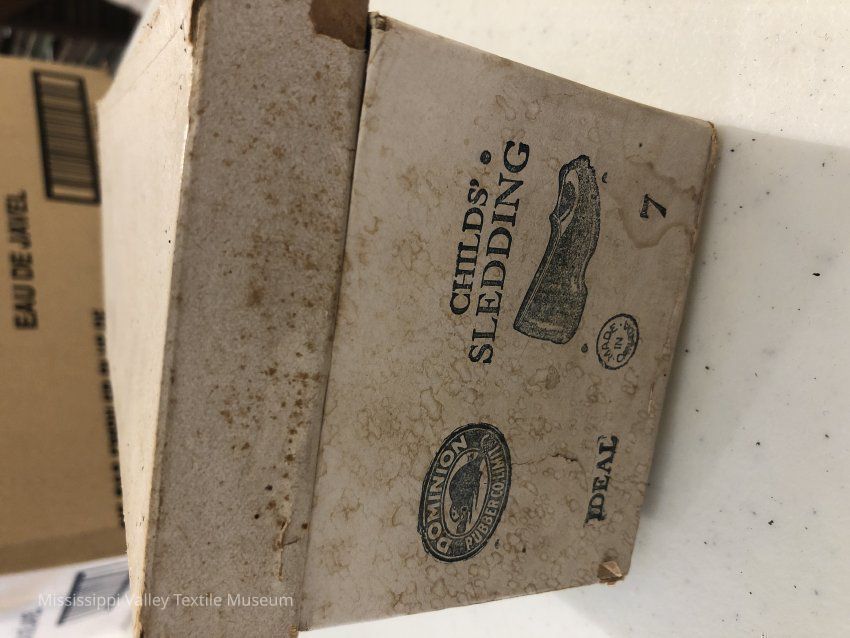 EAU DE JAVEL
DOMINION
RUBBER CO. LIMITED
CHILDS'
SLEDDING
IDEAL
MADE
IN
CANADA
7
Mississippi Valley Textile Museum